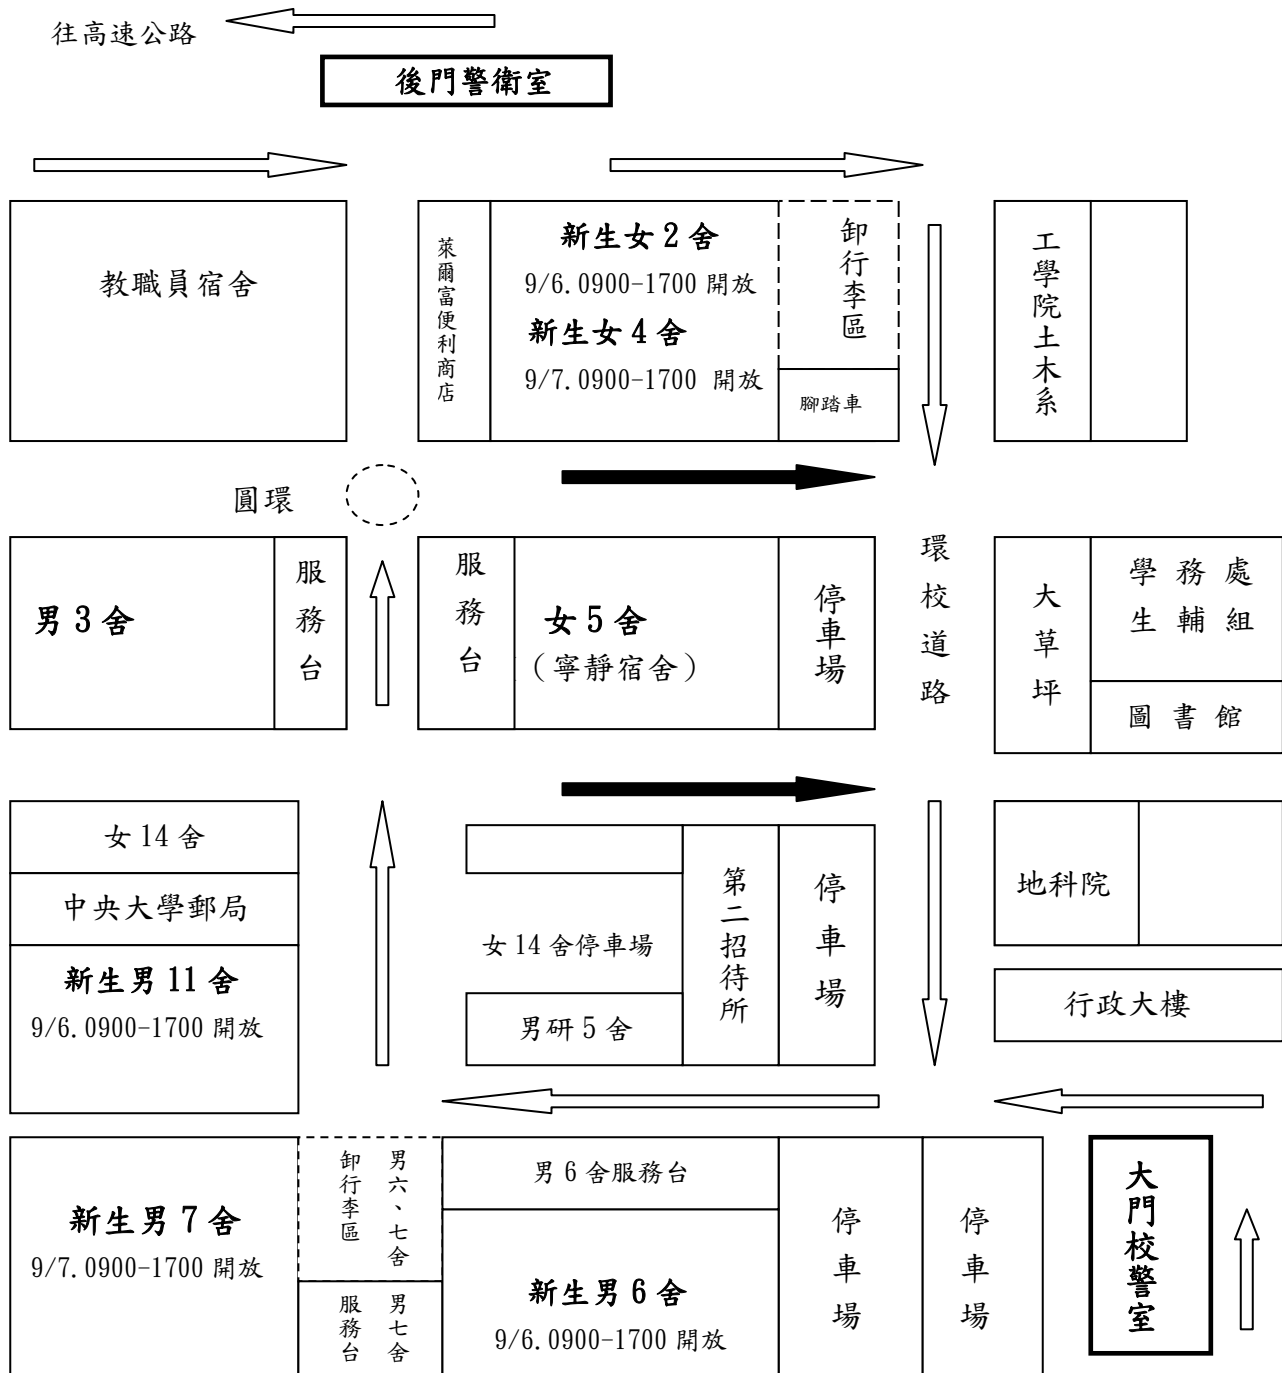 往高速公路
後門警衛室
教職員宿舍
萊爾富便利商店
新生女 2 舍
9/6.0900-1700 開放
新生女 4 舍
9/7.0900-1700 開放
卸行李區
腳踏車
工學院土木系
圓環
男 3 舍
服務台
服務台
女 5 舍
（寧靜宿舍）
停車場
環校道路
大草坪
學務處
生輔組
圖書館
女 14 舍
中央大學郵局
新生男 11 舍
9/6.0900-1700 開放
女 14 舍停車場
男研 5 舍
第二招待所
停車場
地科院
行政大樓
新生男 7 舍
9/7.0900-1700 開放
男六、七舍
卸行李區
男七舍
服務台
男 6 舍服務台
新生男 6 舍
9/6.0900-1700 開放
停車場
停車場
大門校警室